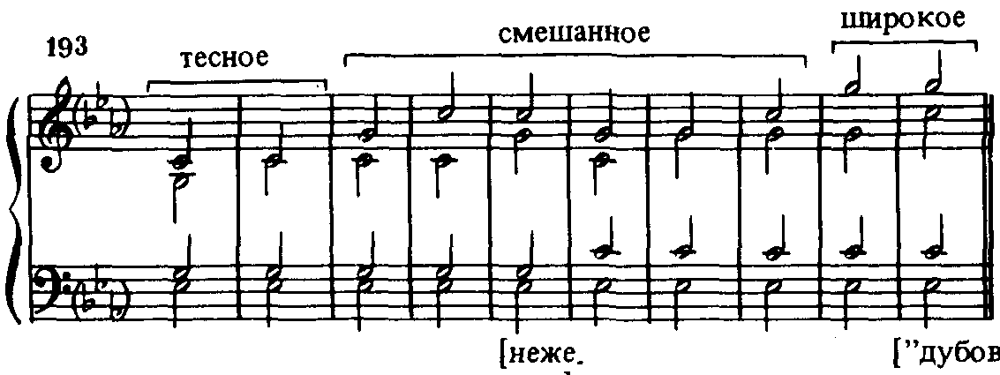 193
тесное
смешанное
широкое
[неже.
["дубов